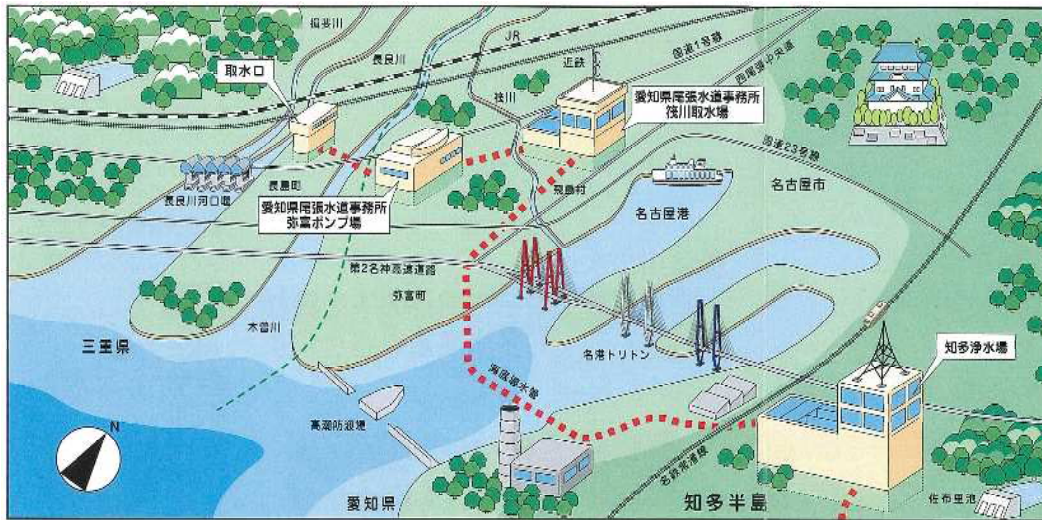 揖斐川
長良川
JR
近鉄
国道1号線
西尾張中央道
取水口
筏川
愛知県尾張水道事務所
筏川取水場
国道23号線
長良川河口堰
長島町
愛知県尾張水道事務所
弥富ポンプ場
飛島村
名古屋港
名古屋市
第2名神高速道路
弥富町
木曽川
三重県
名港トリトン
知多浄水場
海底導水管
高潮防波堤
N
名鉄常滑線
愛知県
知多半島
佐布里池